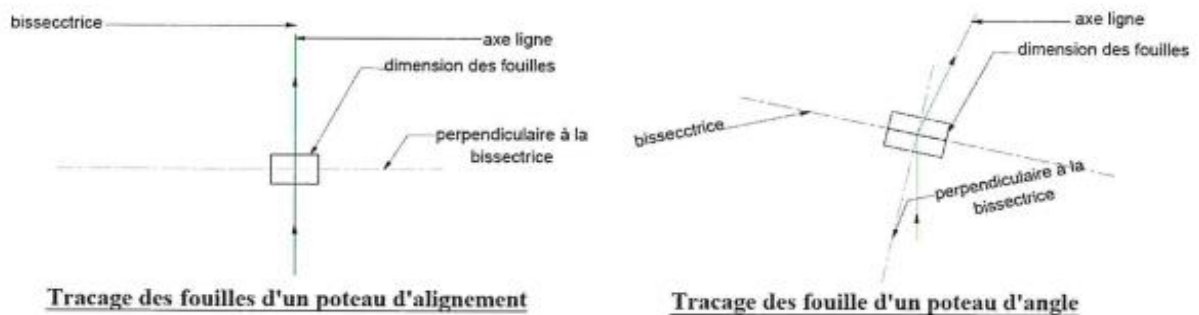 bissecctrice
axe ligne
dimension des fouilles
perpendiculaire à la
bissectrice
Tracage des fouilles d'un poteau d'alignement
axe ligne
dimension des fouilles
bissecctrice
perpendiculaire à la
bissectrice
Tracage des fouille d'un poteau d'angle